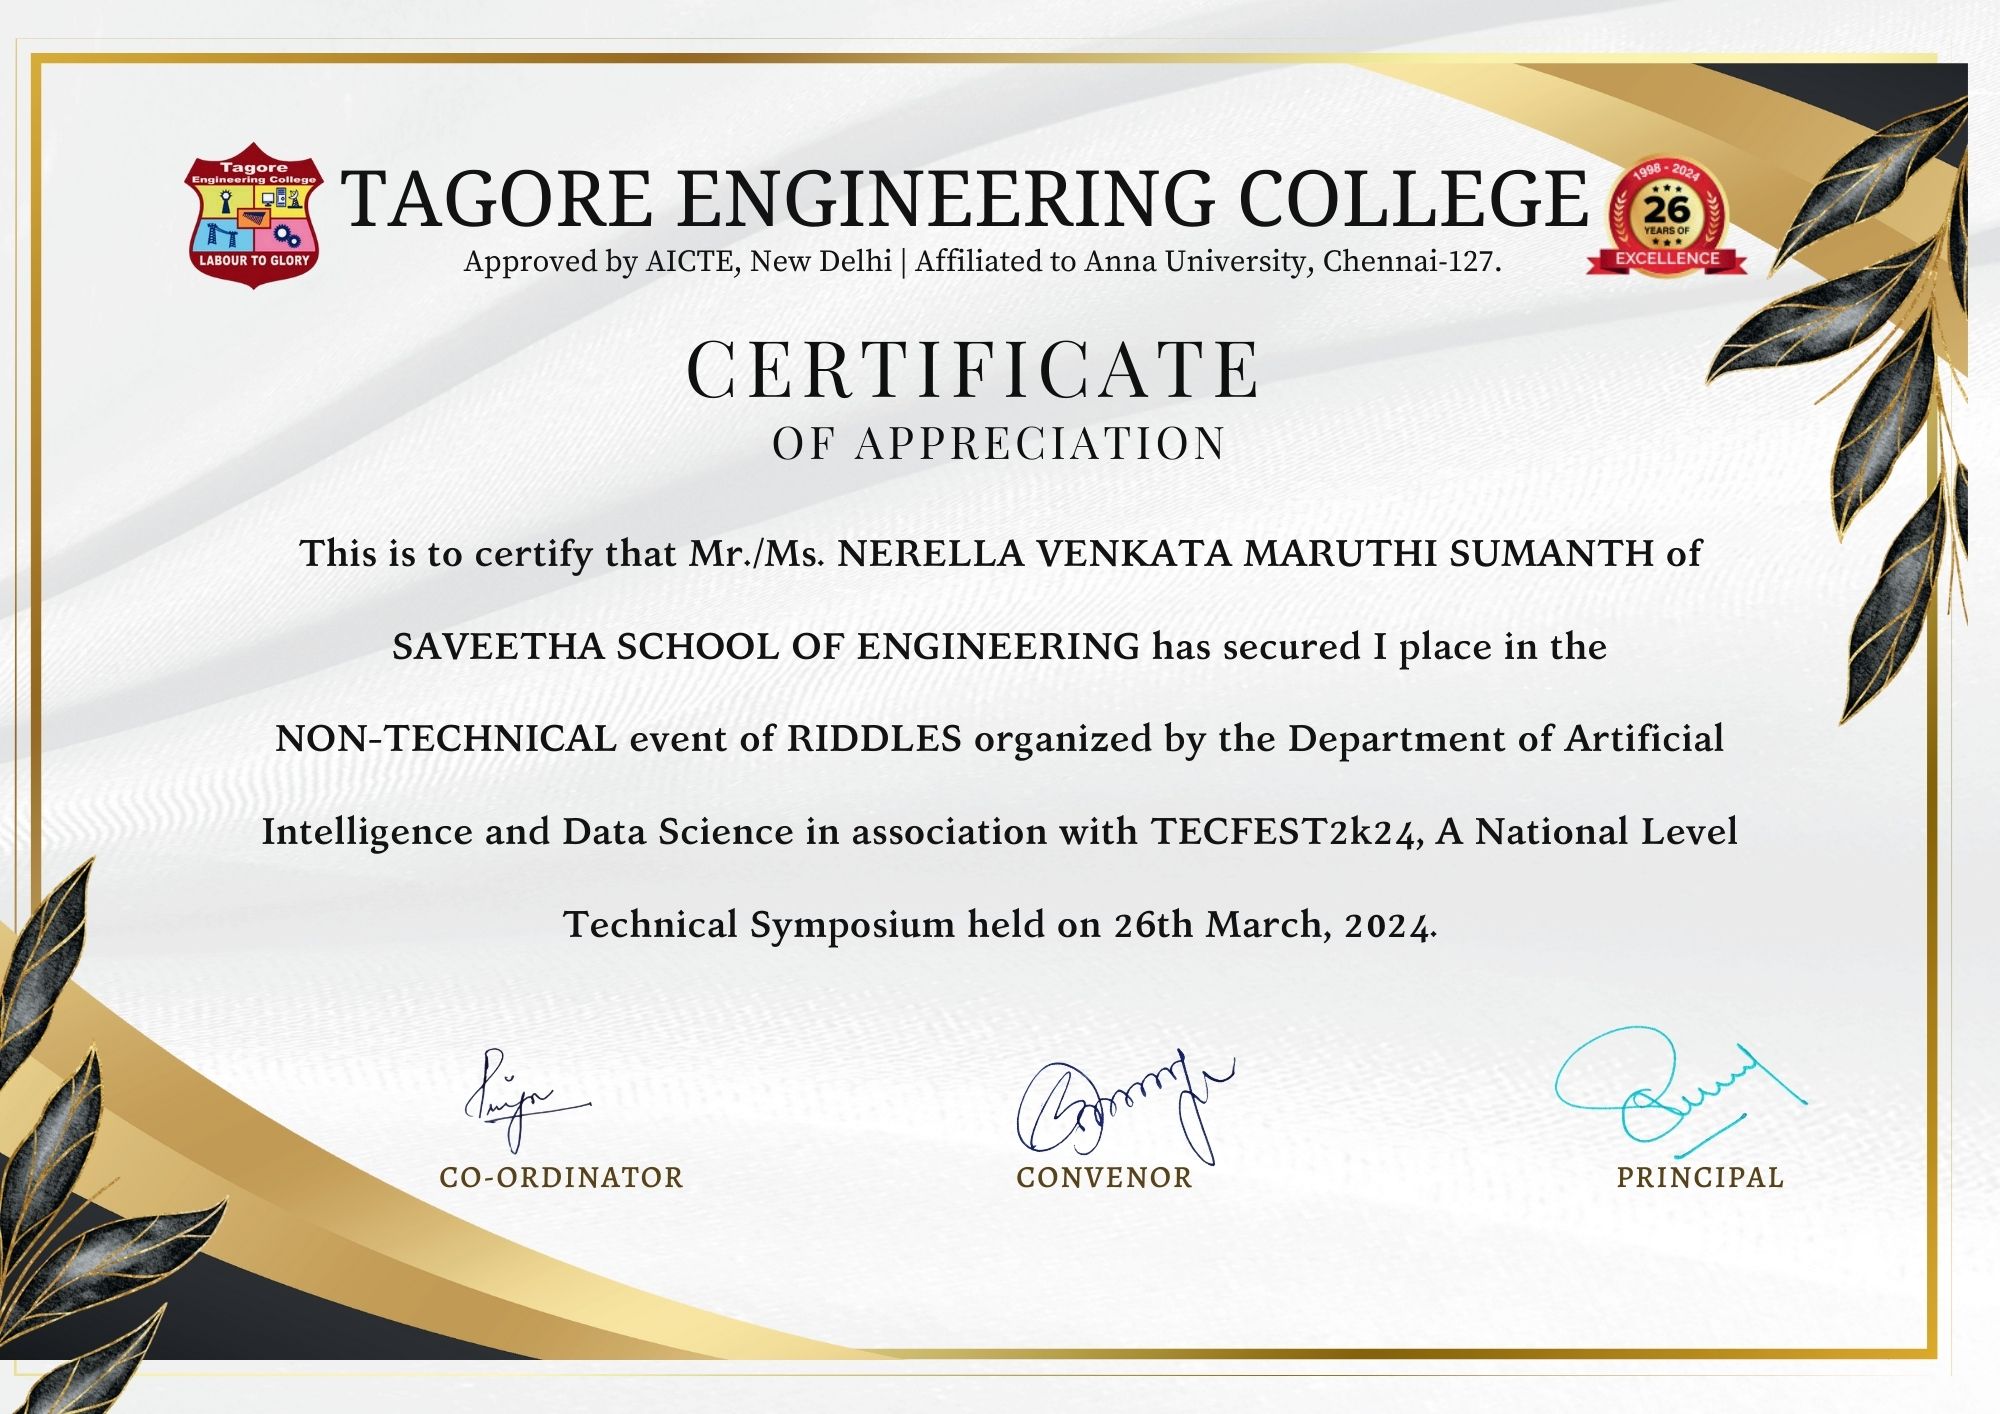 Tagore
Engineering College
LABOUR TO GLORY
TAGORE ENGINEERING COLLEGE
Approved by AICTE, New Delhi | Affiliated to Anna University, Chennai-127.
1998 - 2024
26
YEARS OF
EXCELLENCE
CERTIFICATE
OF APPRECIATION
This is to certify that Mr./Ms. NERELLA VENKATA MARUTHI SUMANTH of
SAVEETHA SCHOOL OF ENGINEERING has secured I place in the
NON-TECHNICAL event of RIDDLES organized by the Department of Artificial
Intelligence and Data Science in association with TECFEST2k24, A National Level
Technical Symposium held on 26th March, 2024.
CO-ORDINATOR
CONVENOR
PRINCIPAL